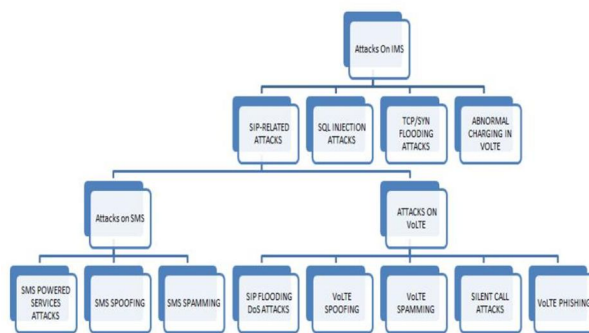 Attacks On IMS
SIP-RELATED
ATTACKS
SQL INJECTION
ATTACKS
TCP/SYN
FLOODING
ATTACKS
ABNORMAL
CHARGING IN
VOLTE
Attacks on SMS
ATTACKS ON
VoLTE
SMS POWERED
SERVICES
ATTACKS
SMS SPOOFING
SMS SPAMMING
SIP FLOODING
DoS ATTACKS
VoLTE
SPOOFING
VoLTE
SPAMMING
SILENT CALL
ATTACKS
VoLTE PHISHING